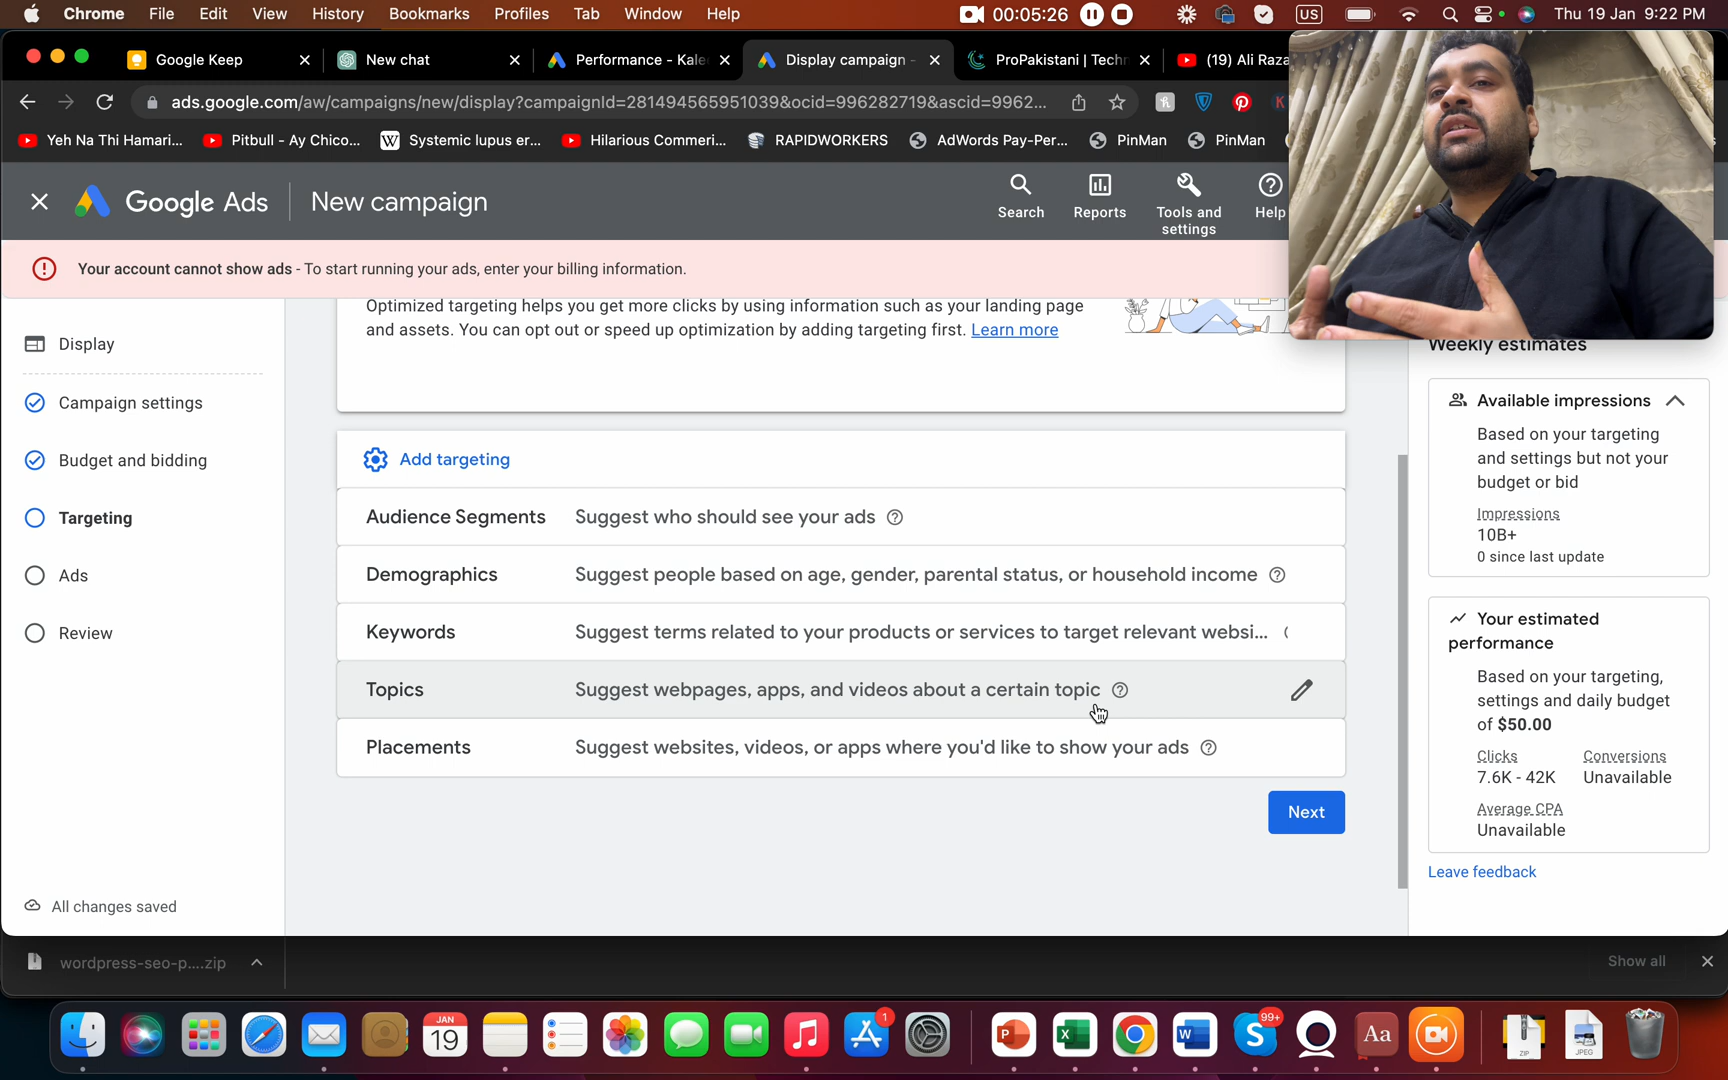 Chrome File Edit View History Bookmarks Profiles Tab Window Help 00:05:26 US Thu 19 Jan 9:22 PM
Google Keep New chat Performance - Kale Display campaign - ProPakistani | Techn (19) Ali Raza
ads.google.com/aw/campaigns/new/display?campaignId=281494565951039&ocid=996282719&ascid=9962...
Yeh Na Thi Hamari... Pitbull - Ay Chico... Systemic lupus er... Hilarious Commeri... RAPIDWORKERS AdWords Pay-Per... PinMan PinMan
Google Ads New campaign
Search Reports Tools and settings Help
Your account cannot show ads - To start running your ads, enter your billing information.
Optimized targeting helps you get more clicks by using information such as your landing page
and assets. You can opt out or speed up optimization by adding targeting first. Learn more
Display
Campaign settings
Budget and bidding
Targeting
Ads
Review
All changes saved
Add targeting
Audience Segments Suggest who should see your ads
Demographics Suggest people based on age, gender, parental status, or household income
Keywords Suggest terms related to your products or services to target relevant websi...
Topics Suggest webpages, apps, and videos about a certain topic
Placements Suggest websites, videos, or apps where you'd like to show your ads
Next
Weekly estimates
Available impressions
Based on your targeting
and settings but not your
budget or bid
Impressions
10B+
0 since last update
Your estimated
performance
Based on your targeting,
settings and daily budget
of $50.00
Clicks Conversions
7.6K - 42K Unavailable
Average CPA
Unavailable
Leave feedback
wordpress-seo-p....zip
Show all
JAN
19
1
99+
Aa
ZIP
JPEG